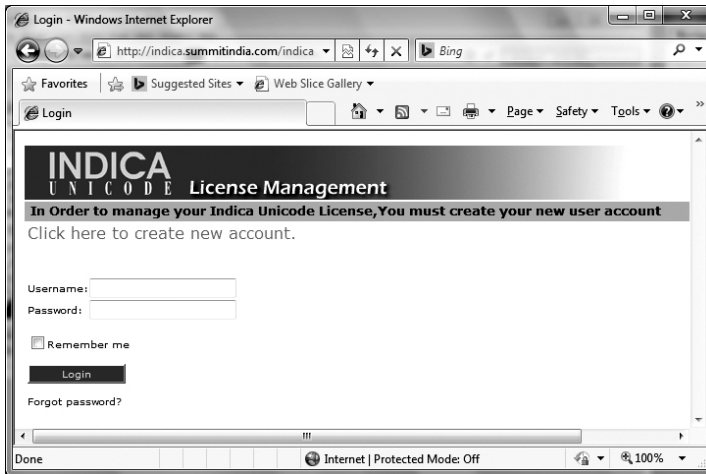 Login - Windows Internet Explorer
http://indica.summitindia.com/indica
Bing
Favorites Suggested Sites Web Slice Gallery
Login Page Safety Tools »
INDICA
UNICODE License Management
In Order to manage your Indica Unicode License,You must create your new user account
Click here to create new account.
Username:
Password:
Remember me
Login
Forgot password?
Done Internet | Protected Mode: Off 100%